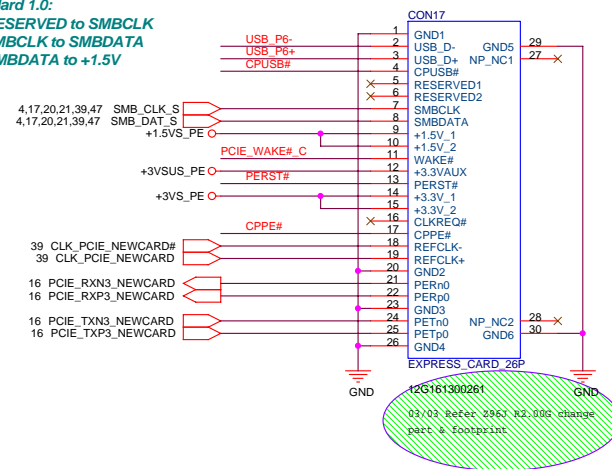 lard 1.0:
RESERVED to SMBCLK
MBCLK to SMBDATA
MBDATA to +1.5V
CON17
USB_P6- 1 GND1
USB_P6+ 2 USB_D- GND5 29
CPUSB# 3 USB_D+ NP_NC1 27
4 CPUSB#
5 RESERVED1
6 RESERVED2
4,17,20,21,39,47 SMB_CLK_S 7 SMBCLK
4,17,20,21,39,47 SMB_DAT_S 8 SMBDATA
+1.5VS_PE 9 +1.5V_1
10 +1.5V_2
PCIE_WAKE#_C 11 WAKE#
+3VSUS_PE 12 +3.3VAUX
PERST# 13 PERST#
+3VS_PE 14 +3.3V_1
15 +3.3V_2
16 CLKREQ#
CPPE# 17 CPPE#
39 CLK_PCIE_NEWCARD# 18 REFCLK-
39 CLK_PCIE_NEWCARD 19 REFCLK+
20 GND2
16 PCIE_RXN3_NEWCARD 21 PERn0
16 PCIE_RXP3_NEWCARD 22 PERp0
23 GND3
16 PCIE_TXN3_NEWCARD 24 PETn0 NP_NC2 28
16 PCIE_TXP3_NEWCARD 25 PETp0 GND6 30
26 GND4
EXPRESS_CARD_26P
GND 12G161300261 GND
03/03 Refer Z96J R2.00G change
part & footprint